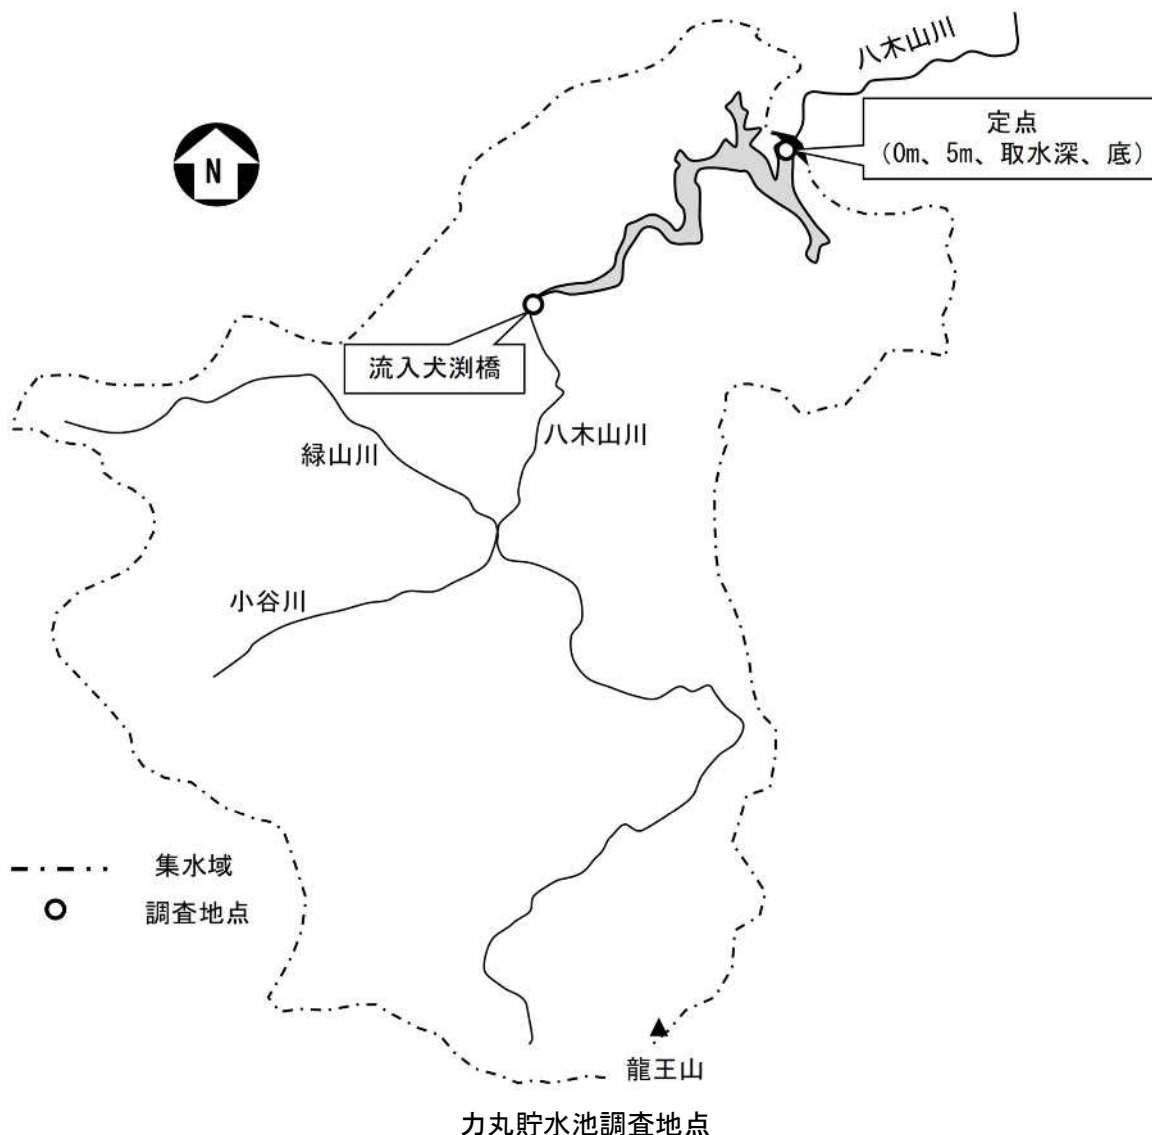 八木山川
定点
(0m、5m、取水深、底)
N
流入犬渕橋
八木山川
緑山川
小谷川
集水域
調査地点
龍王山
力丸貯水池調査地点